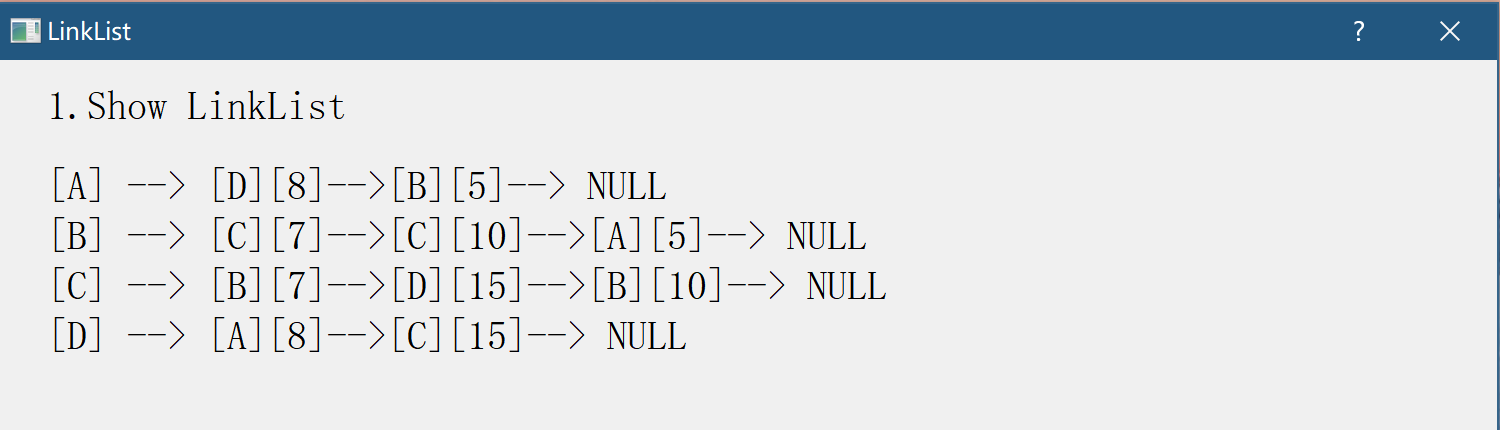 LinkList
1.Show LinkList
[A] --> [D][8]-->[B][5]--> NULL
[B] --> [C][7]-->[C][10]-->[A][5]--> NULL
[C] --> [B][7]-->[D][15]-->[B][10]--> NULL
[D] --> [A][8]-->[C][15]--> NULL